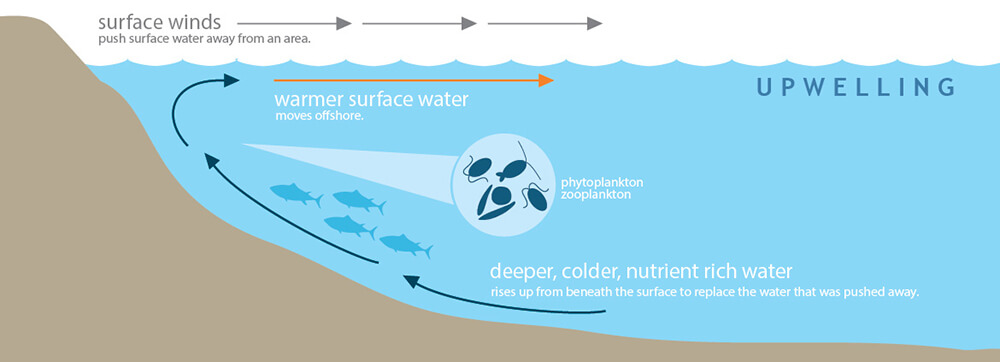 surface winds
push surface water away from an area.
UPWELLING
warmer surface water
moves offshore.
phytoplankton
zooplankton
deeper, colder, nutrient rich water
rises up from beneath the surface to replace the water that was pushed away.